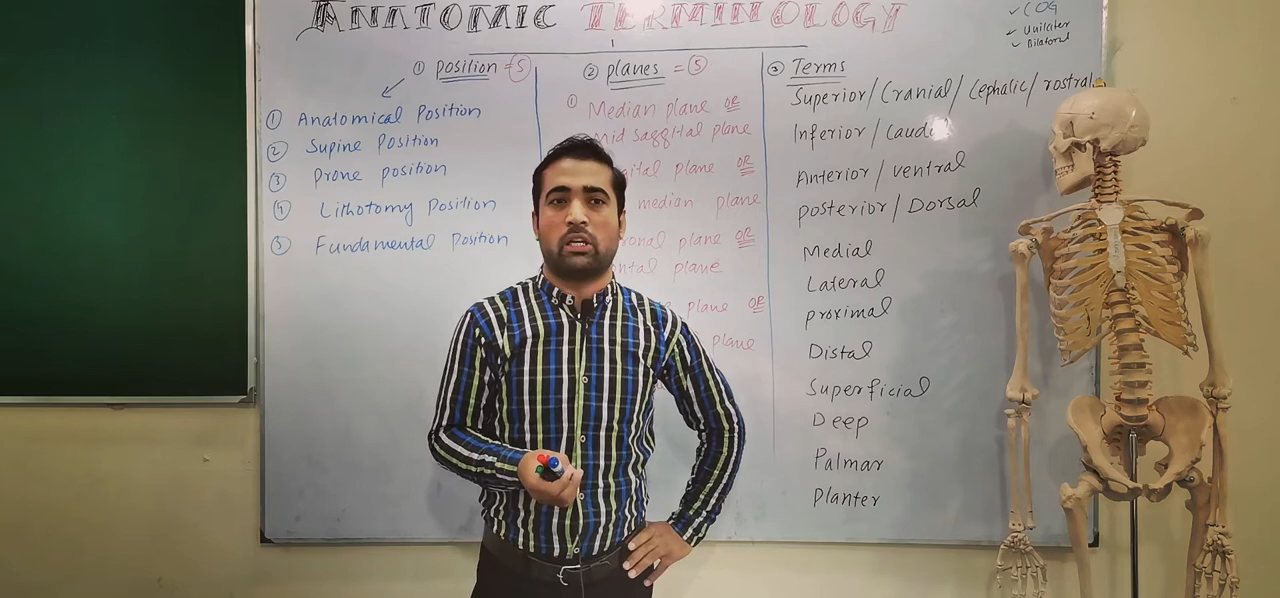 ANATOMIC TERMINOLOGY
✓ COG
✓ Unilater
✓ Bilateral
① position = 5
① Anatomical Position
② Supine Position
③ Prone position
④ Lithotomy Position
⑤ Fundamental Position
② planes = 5
① Median plane OR
Mid saggital plane
plane OR
median plane
plane OR
plane
plane OR
plane
③ Terms
Superior / Cranial / Cephalic / rostral
Inferior / Caudal
Anterior / ventral
Posterior / Dorsal
Medial
Lateral
proximal
Distal
Superficial
Deep
Palmar
Planter